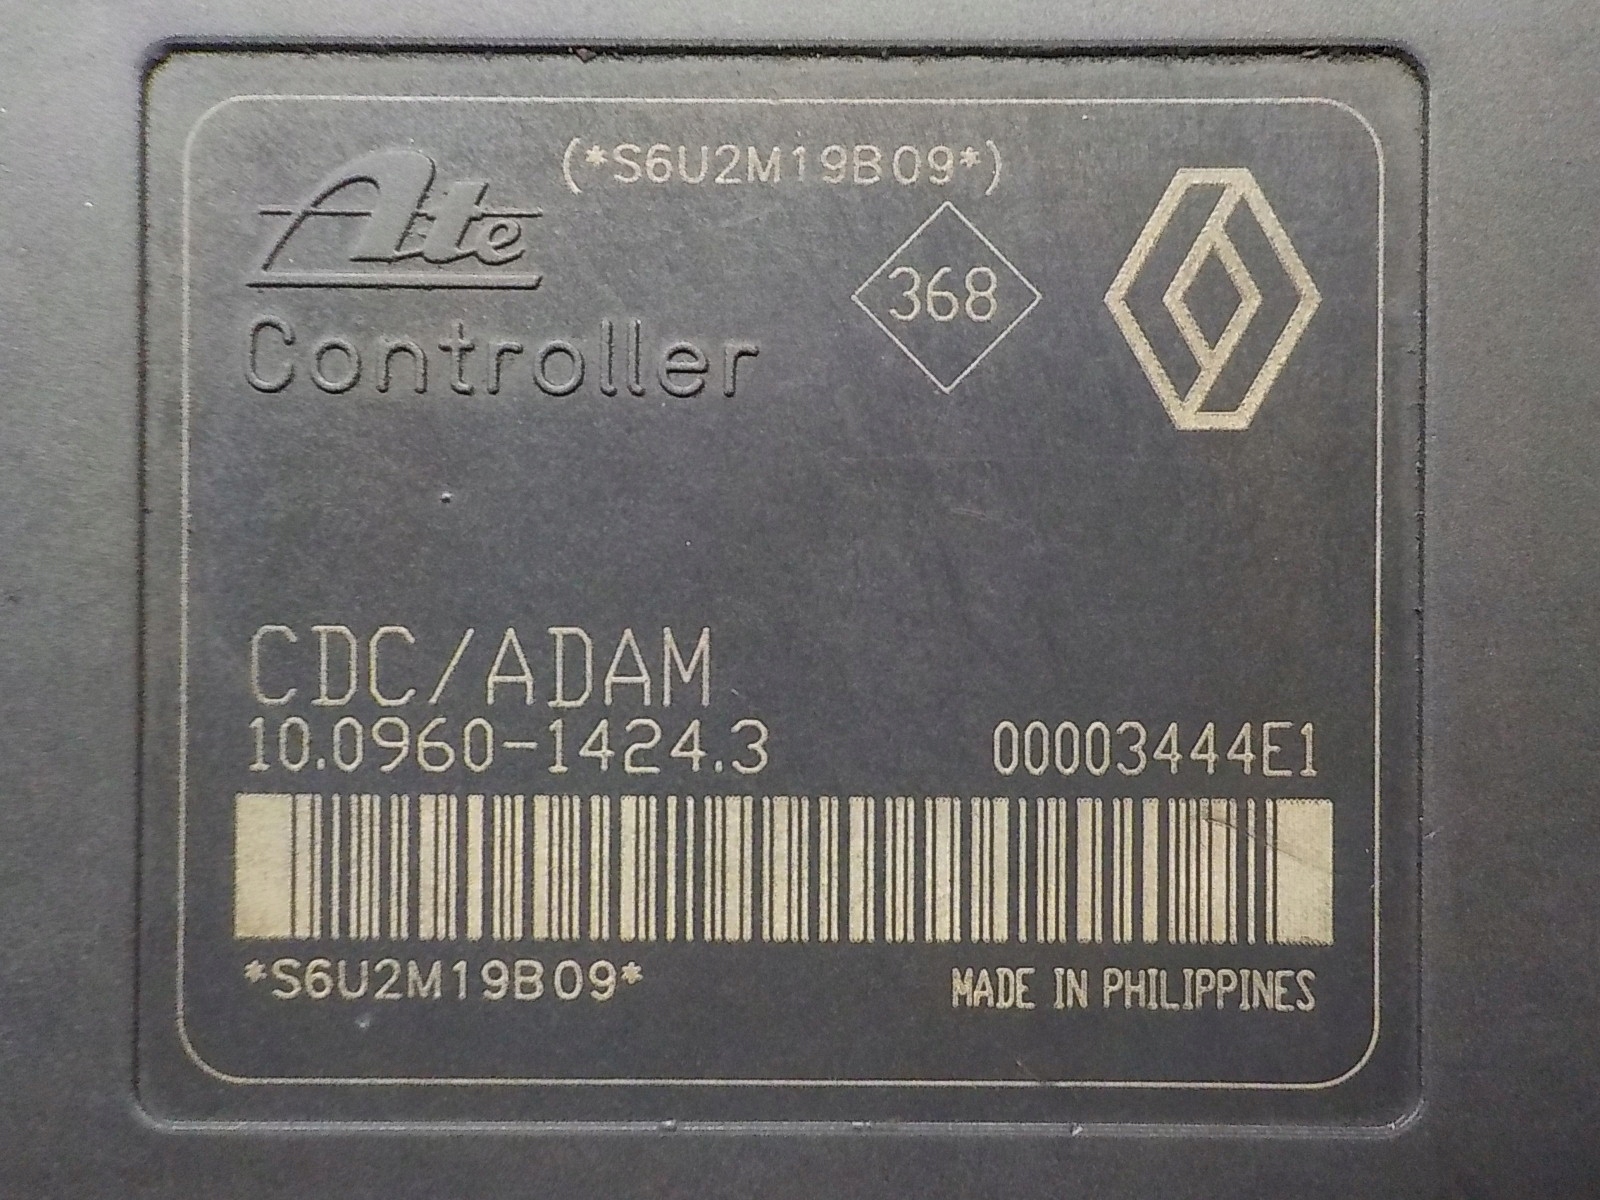 (*S6U2M19B09*)
Ate
368
Controller
CDC/ADAM
10.0960-1424.3 00003444E1
*S6U2M19B09* MADE IN PHILIPPINES